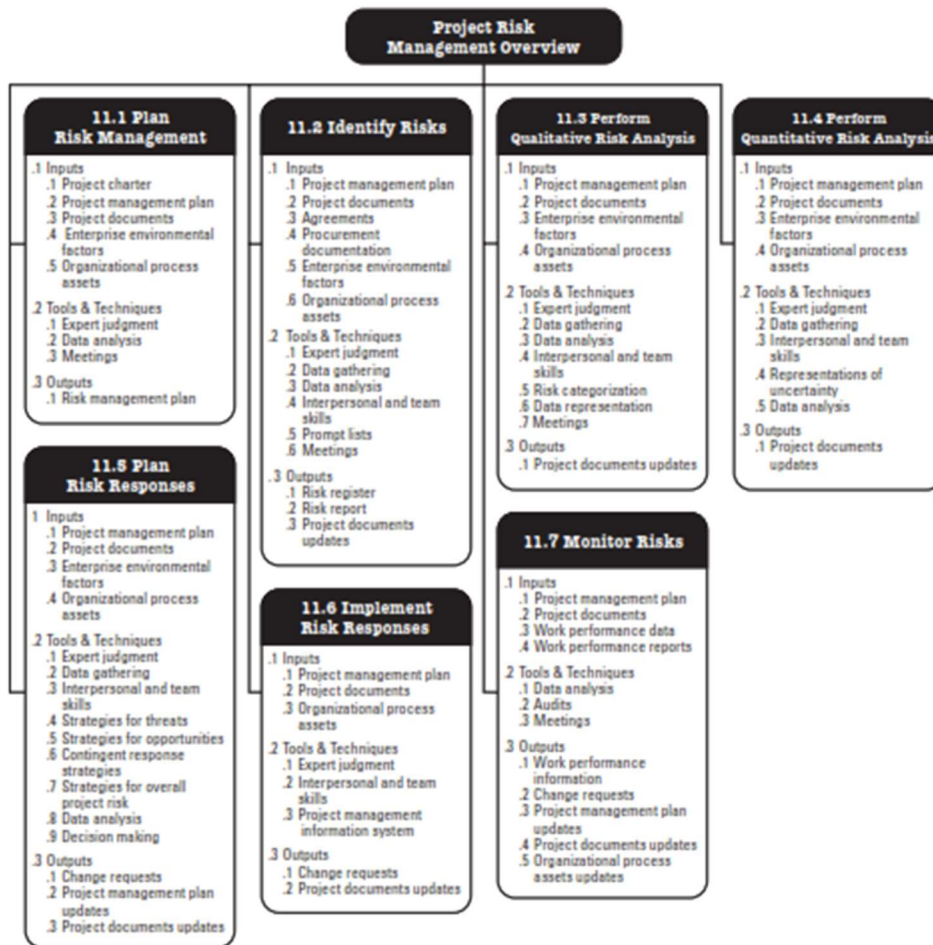 Project Risk
Management Overview
11.1 Plan
Risk Management
.1 Inputs
.1 Project charter
.2 Project management plan
.3 Project documents
.4 Enterprise environmental
factors
.5 Organizational process
assets
.2 Tools & Techniques
.1 Expert judgment
.2 Data analysis
.3 Meetings
.3 Outputs
.1 Risk management plan
11.2 Identify Risks
.1 Inputs
.1 Project management plan
.2 Project documents
.3 Agreements
.4 Procurement
documentation
.5 Enterprise environmental
factors
.6 Organizational process
assets
.2 Tools & Techniques
.1 Expert judgment
.2 Data gathering
.3 Data analysis
.4 Interpersonal and team
skills
.5 Prompt lists
.6 Meetings
.3 Outputs
.1 Risk register
.2 Risk report
.3 Project documents
updates
11.3 Perform
Qualitative Risk Analysis
.1 Inputs
.1 Project management plan
.2 Project documents
.3 Enterprise environmental
factors
.4 Organizational process
assets
.2 Tools & Techniques
.1 Expert judgment
.2 Data gathering
.3 Data analysis
.4 Interpersonal and team
skills
.5 Risk categorization
.6 Data representation
.7 Meetings
.3 Outputs
.1 Project documents updates
11.4 Perform
Quantitative Risk Analysis
.1 Inputs
.1 Project management plan
.2 Project documents
.3 Enterprise environmental
factors
.4 Organizational process
assets
.2 Tools & Techniques
.1 Expert judgment
.2 Data gathering
.3 Interpersonal and team
skills
.4 Representations of
uncertainty
.5 Data analysis
.3 Outputs
.1 Project documents
updates
11.5 Plan
Risk Responses
1 Inputs
.1 Project management plan
.2 Project documents
.3 Enterprise environmental
factors
.4 Organizational process
assets
.2 Tools & Techniques
.1 Expert judgment
.2 Data gathering
.3 Interpersonal and team
skills
.4 Strategies for threats
.5 Strategies for opportunities
.6 Contingent response
strategies
.7 Strategies for overall
project risk
.8 Data analysis
.9 Decision making
.3 Outputs
.1 Change requests
.2 Project management plan
updates
.3 Project documents updates
11.6 Implement
Risk Responses
.1 Inputs
.1 Project management plan
.2 Project documents
.3 Organizational process
assets
.2 Tools & Techniques
.1 Expert judgment
.2 Interpersonal and team
skills
.3 Project management
information system
.3 Outputs
.1 Change requests
.2 Project documents updates
11.7 Monitor Risks
.1 Inputs
.1 Project management plan
.2 Project documents
.3 Work performance data
.4 Work performance reports
.2 Tools & Techniques
.1 Data analysis
.2 Audits
.3 Meetings
.3 Outputs
.1 Work performance
information
.2 Change requests
.3 Project management plan
updates
.4 Project documents updates
.5 Organizational process
assets updates